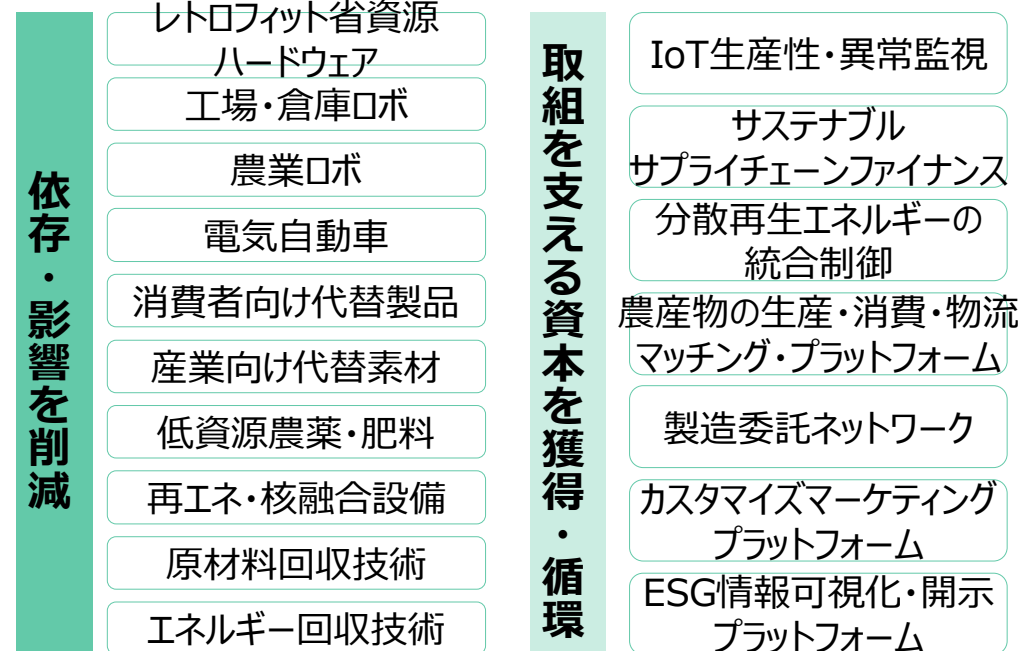 依存・影響を削減
レトロフィット省資源
ハードウェア
工場・倉庫ロボ
農業ロボ
電気自動車
消費者向け代替製品
産業向け代替素材
低資源農薬・肥料
再エネ・核融合設備
原材料回収技術
エネルギー回収技術
取組を支える資本を獲得・循環
IoT生産性・異常監視
サステナブル
サプライチェーンファイナンス
分散再生エネルギーの
統合制御
農産物の生産・消費・物流
マッチング・プラットフォーム
製造委託ネットワーク
カスタマイズマーケティング
プラットフォーム
ESG情報可視化・開示
プラットフォーム